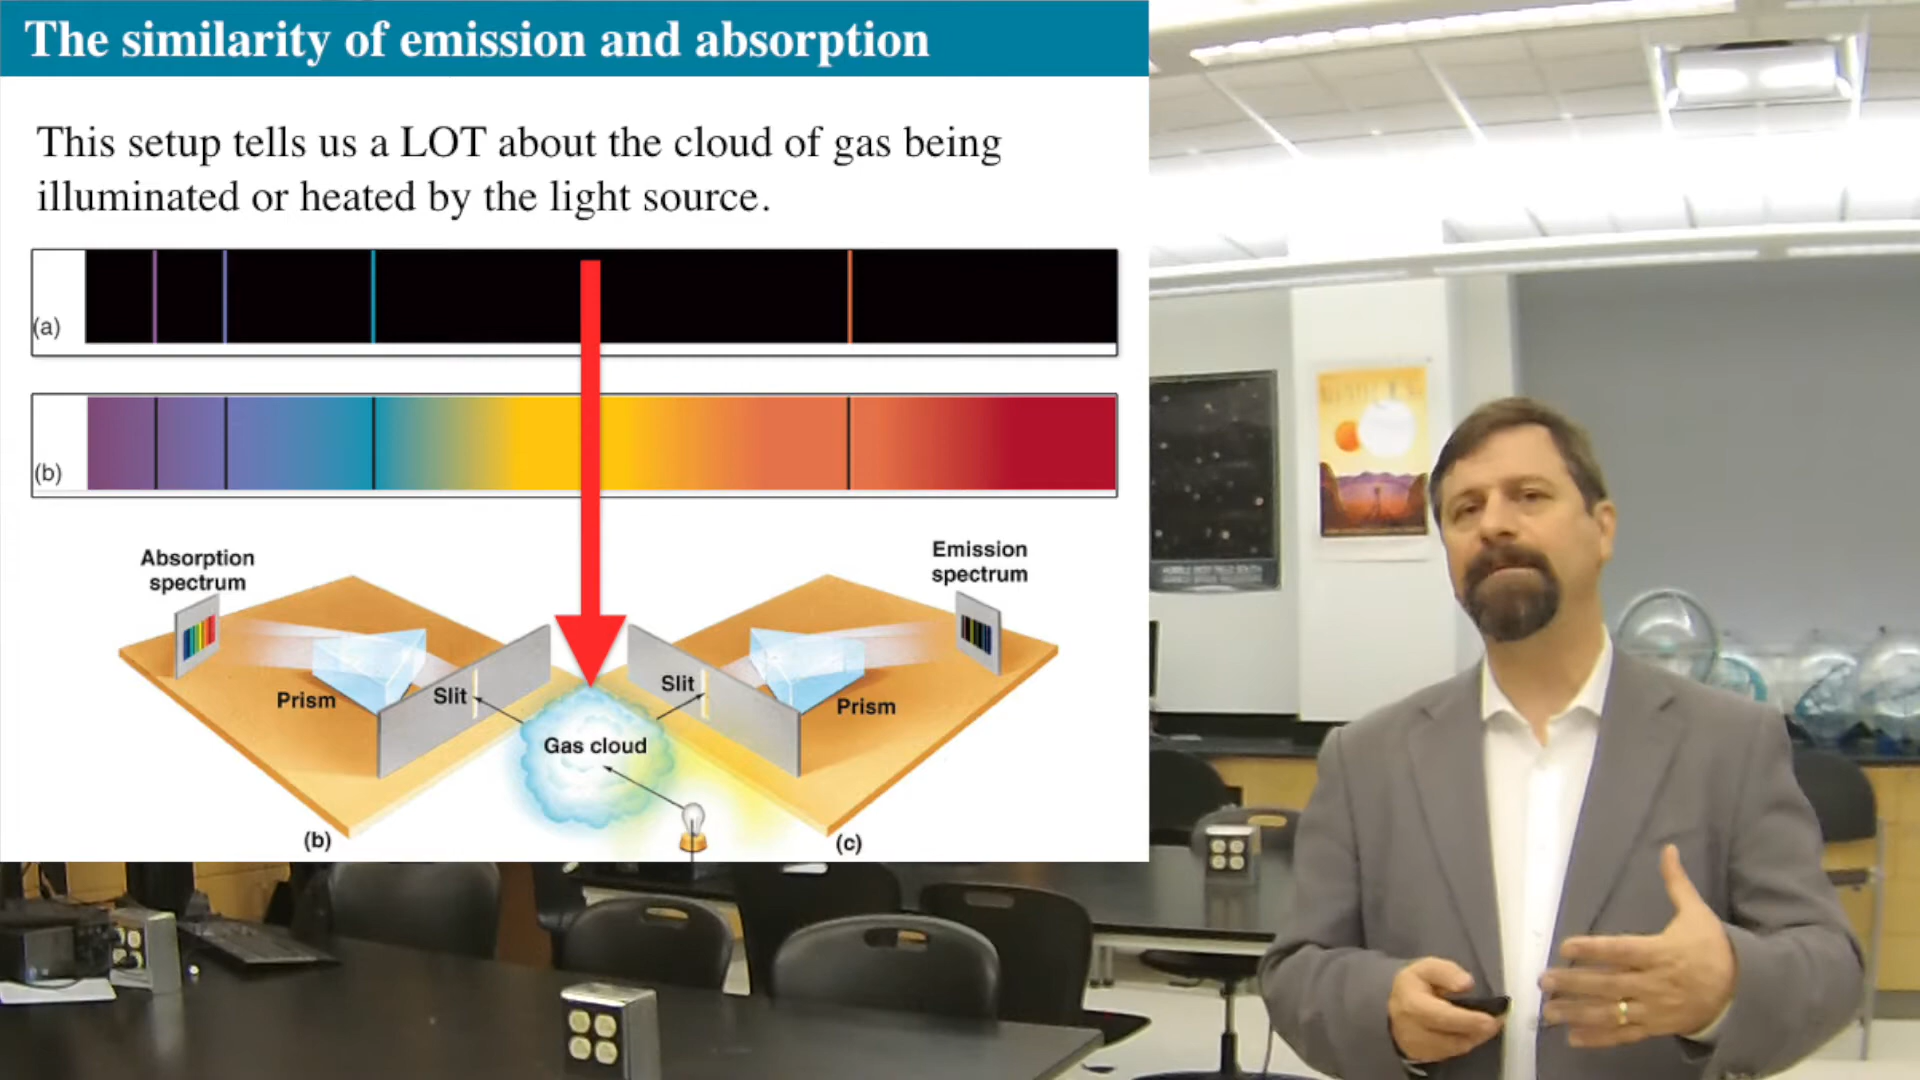 The similarity of emission and absorption
This setup tells us a LOT about the cloud of gas being
illuminated or heated by the light source.
(a)
(b)
Absorption
spectrum
Emission
spectrum
Prism
Slit
Slit
Prism
Gas cloud
(b)
(c)